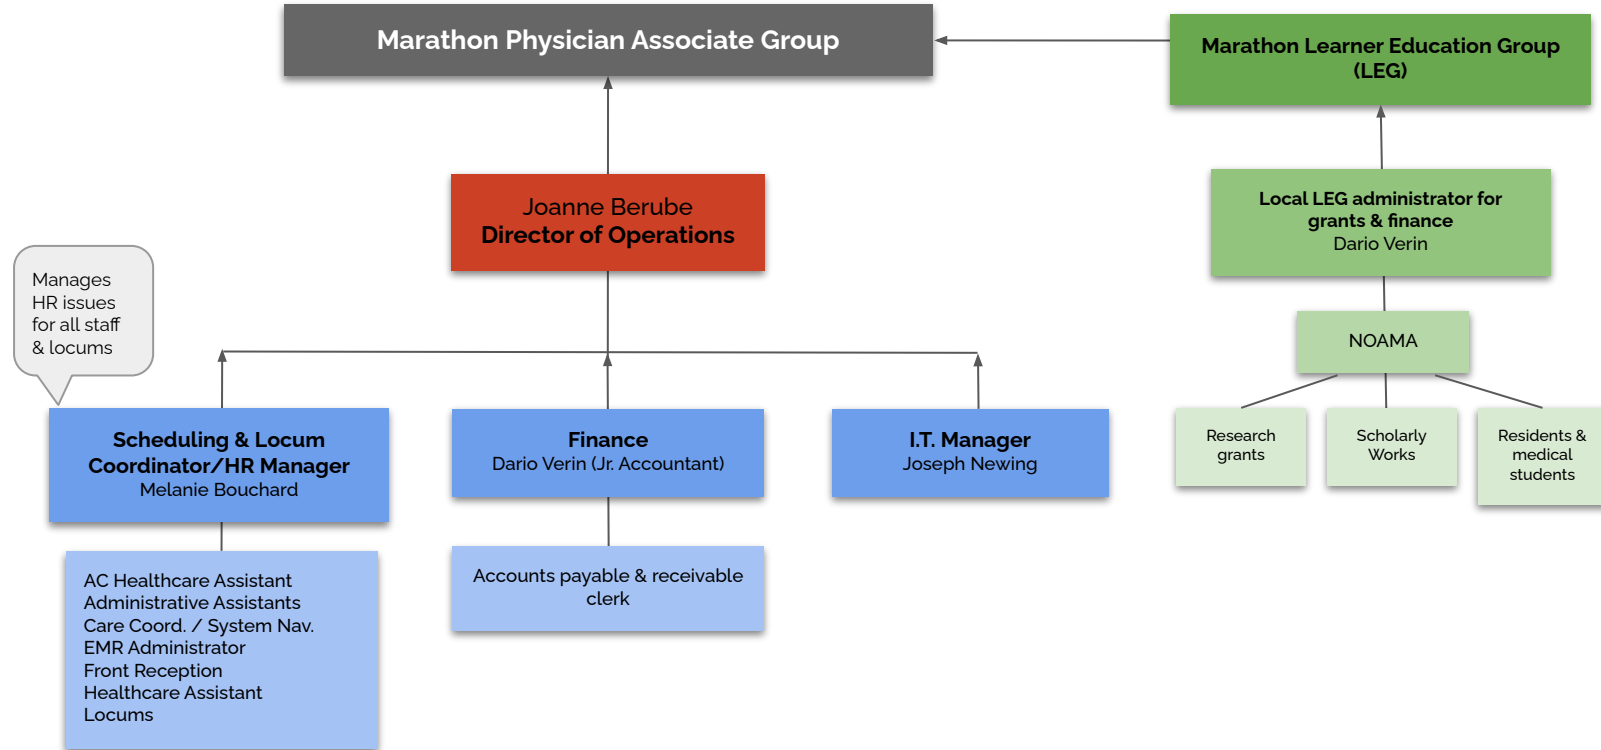 Marathon Physician Associate Group
Marathon Learner Education Group
(LEG)
Joanne Berube
Director of Operations
Local LEG administrator for
grants & finance
Dario Verin
Manages
HR issues
for all staff
& locums
NOAMA
Scheduling & Locum
Coordinator/HR Manager
Melanie Bouchard
Finance
Dario Verin (Jr. Accountant)
I.T. Manager
Joseph Newing
Research
grants
Scholarly
Works
Residents &
medical
students
AC Healthcare Assistant
Administrative Assistants
Care Coord. / System Nav.
EMR Administrator
Front Reception
Healthcare Assistant
Locums
Accounts payable & receivable
clerk